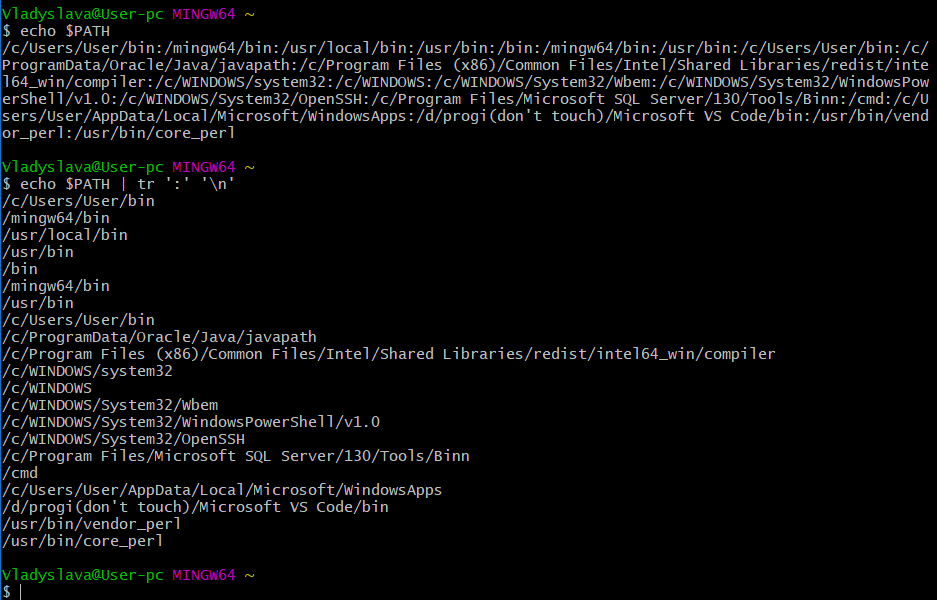 Vladyslava@User-pc MINGW64 ~
$ echo $PATH
/c/Users/User/bin:/mingw64/bin:/usr/local/bin:/usr/bin:/bin:/mingw64/bin:/usr/bin:/c/Users/User/bin:/c/
ProgramData/Oracle/Java/javapath:/c/Program Files (x86)/Common Files/Intel/Shared Libraries/redist/inte
l64_win/compiler:/c/WINDOWS/system32:/c/WINDOWS:/c/WINDOWS/System32/Wbem:/c/WINDOWS/System32/WindowsPow
erShell/v1.0:/c/WINDOWS/System32/OpenSSH:/c/Program Files/Microsoft SQL Server/130/Tools/Binn:/cmd:/c/U
sers/User/AppData/Local/Microsoft/WindowsApps:/d/progi(don't touch)/Microsoft VS Code/bin:/usr/bin/vend
or_perl:/usr/bin/core_perl
Vladyslava@User-pc MINGW64 ~
$ echo $PATH | tr ':' '\n'
/c/Users/User/bin
/mingw64/bin
/usr/local/bin
/usr/bin
/bin
/mingw64/bin
/usr/bin
/c/Users/User/bin
/c/ProgramData/Oracle/Java/javapath
/c/Program Files (x86)/Common Files/Intel/Shared Libraries/redist/intel64_win/compiler
/c/WINDOWS/system32
/c/WINDOWS
/c/WINDOWS/System32/Wbem
/c/WINDOWS/System32/WindowsPowerShell/v1.0
/c/WINDOWS/System32/OpenSSH
/c/Program Files/Microsoft SQL Server/130/Tools/Binn
/cmd
/c/Users/User/AppData/Local/Microsoft/WindowsApps
/d/progi(don't touch)/Microsoft VS Code/bin
/usr/bin/vendor_perl
/usr/bin/core_perl
Vladyslava@User-pc MINGW64 ~
$